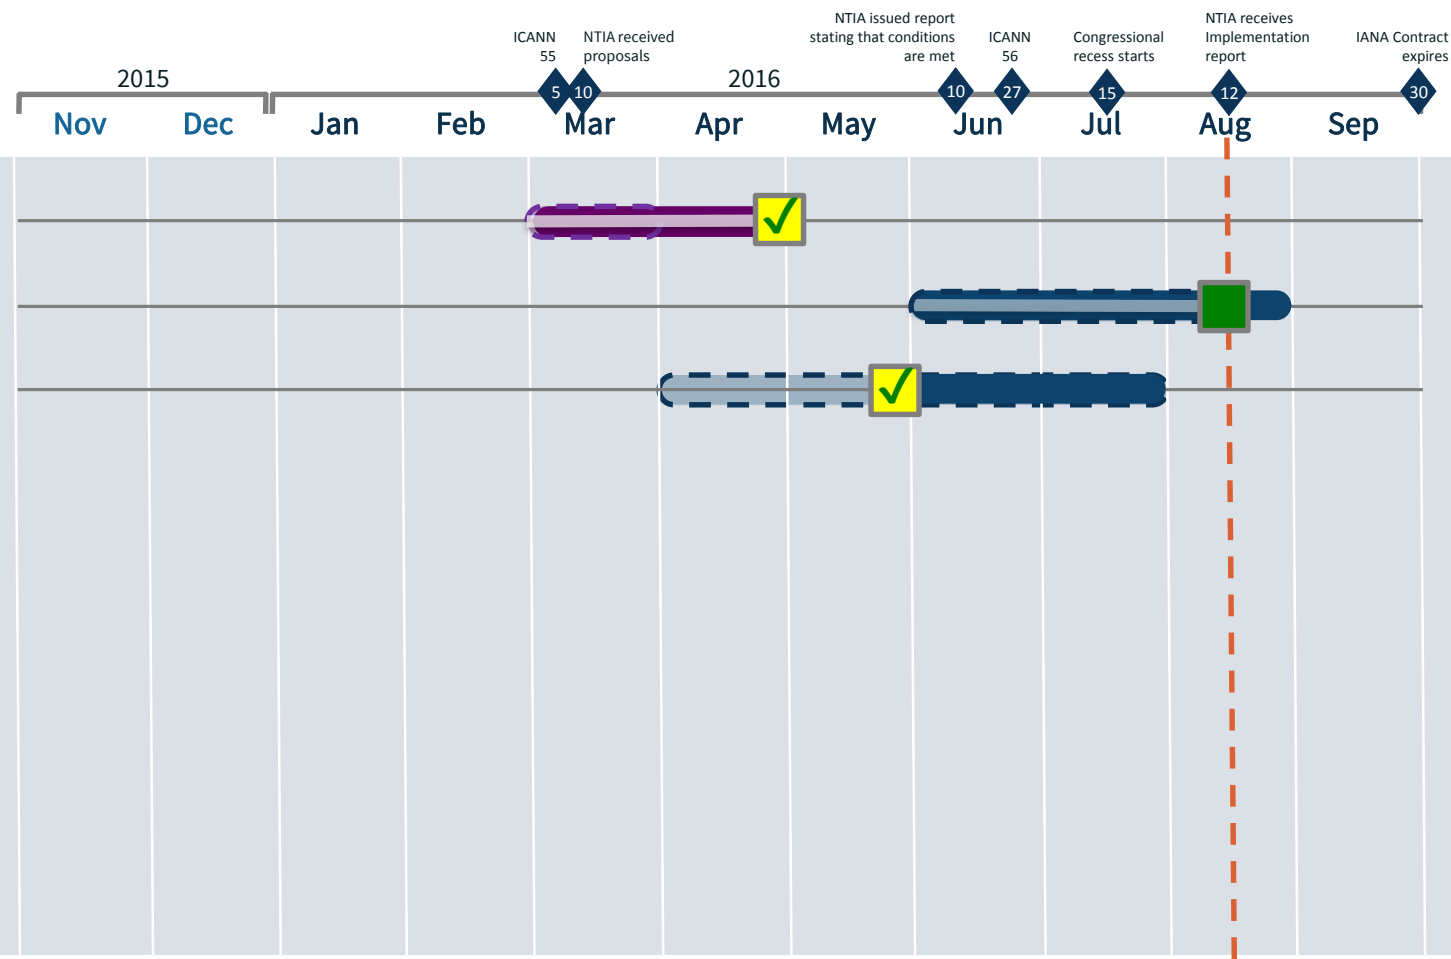 NTIA issued report
stating that conditions
are met
NTIA receives
Implementation
report
ICANN
55
NTIA received
proposals
ICANN
56
Congressional
recess starts
IANA Contract
expires
2015
2016
5
10
10
27
15
12
30
Nov
Dec
Jan
Feb
Mar
Apr
May
Jun
Jul
Aug
Sep